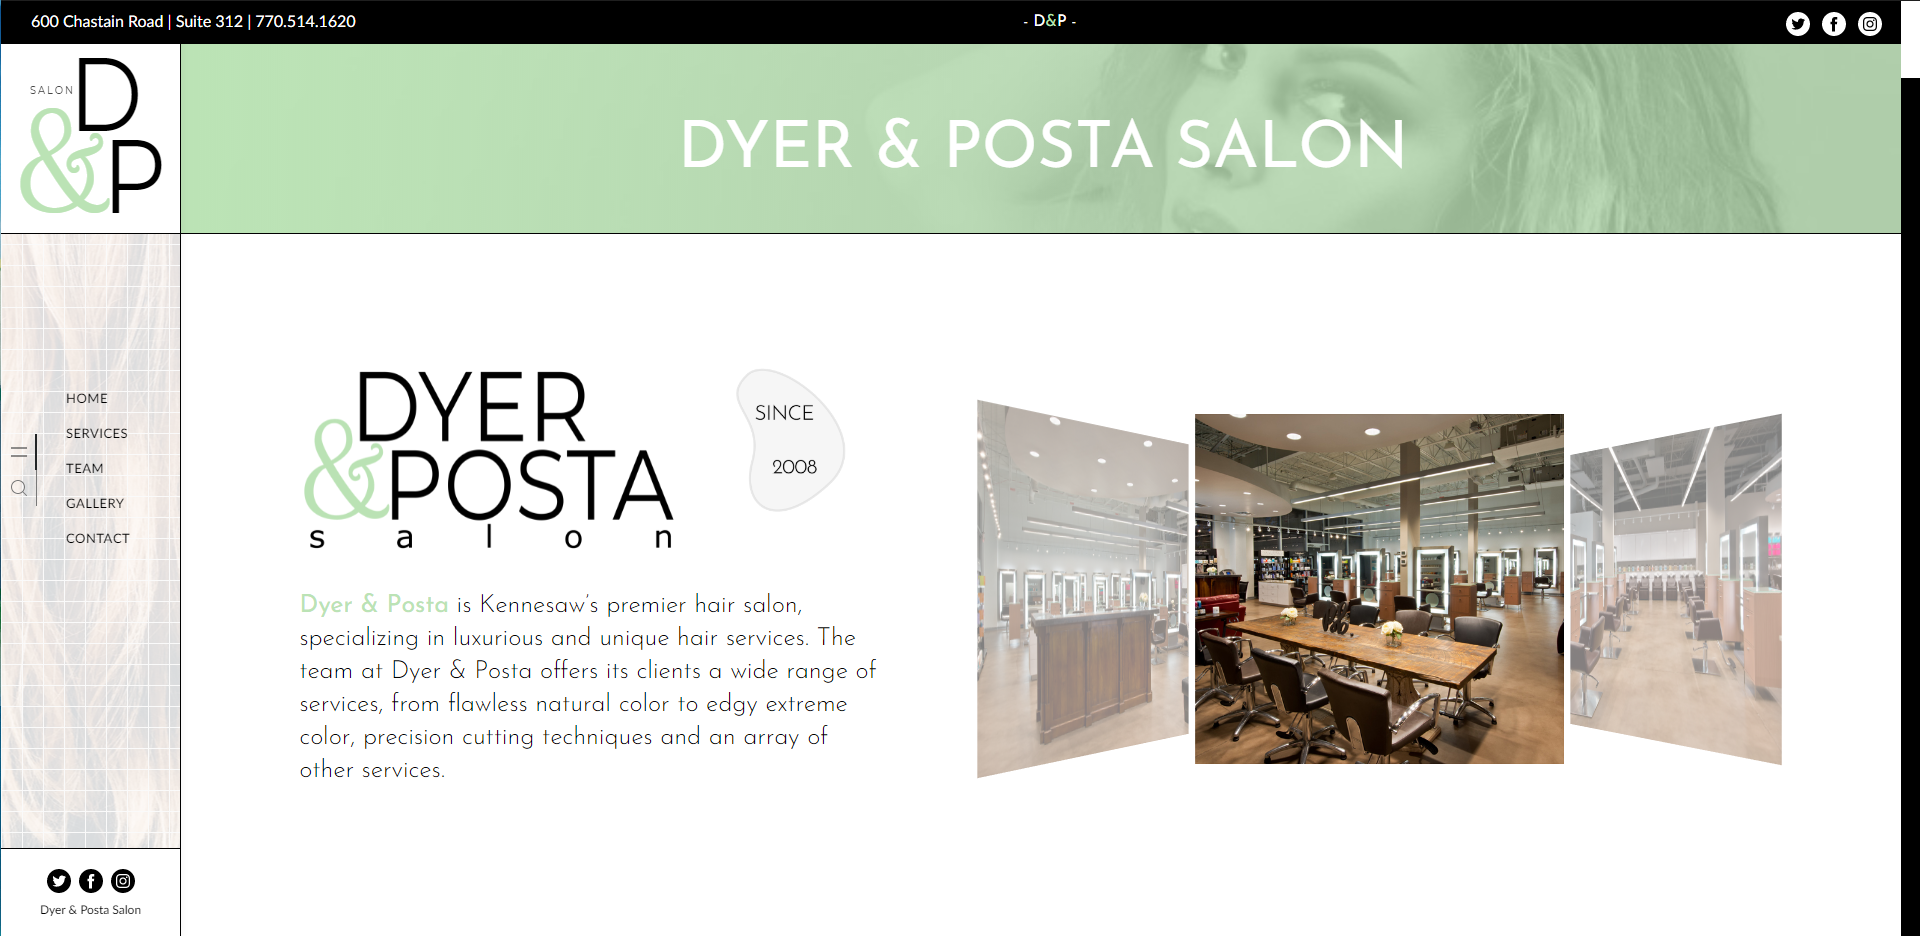 600 Chastain Road | Suite 312 | 770.514.1620
- D&P -
SALON
D
&P
DYER & POSTA SALON
HOME
SERVICES
TEAM
GALLERY
CONTACT
DYER
&POSTA
salon
SINCE
2008
Dyer & Posta is Kennesaw’s premier hair salon,
specializing in luxurious and unique hair services. The
team at Dyer & Posta offers its clients a wide range of
services, from flawless natural color to edgy extreme
color, precision cutting techniques and an array of
other services.
Dyer & Posta Salon